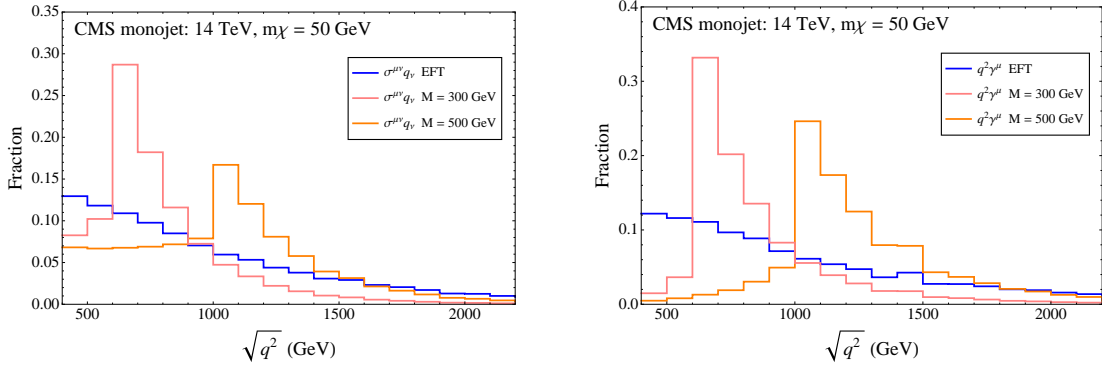 CMS monojet: 14 TeV, mχ = 50 GeV
σ^{μν}q_ν EFT
σ^{μν}q_ν M = 300 GeV
σ^{μν}q_ν M = 500 GeV
Fraction
0.35
0.30
0.25
0.20
0.15
0.10
0.05
0.00
500 1000 1500 2000
√q² (GeV)
CMS monojet: 14 TeV, mχ = 50 GeV
q²γ^μ EFT
q²γ^μ M = 300 GeV
q²γ^μ M = 500 GeV
Fraction
0.4
0.3
0.2
0.1
0.0
500 1000 1500 2000
√q² (GeV)